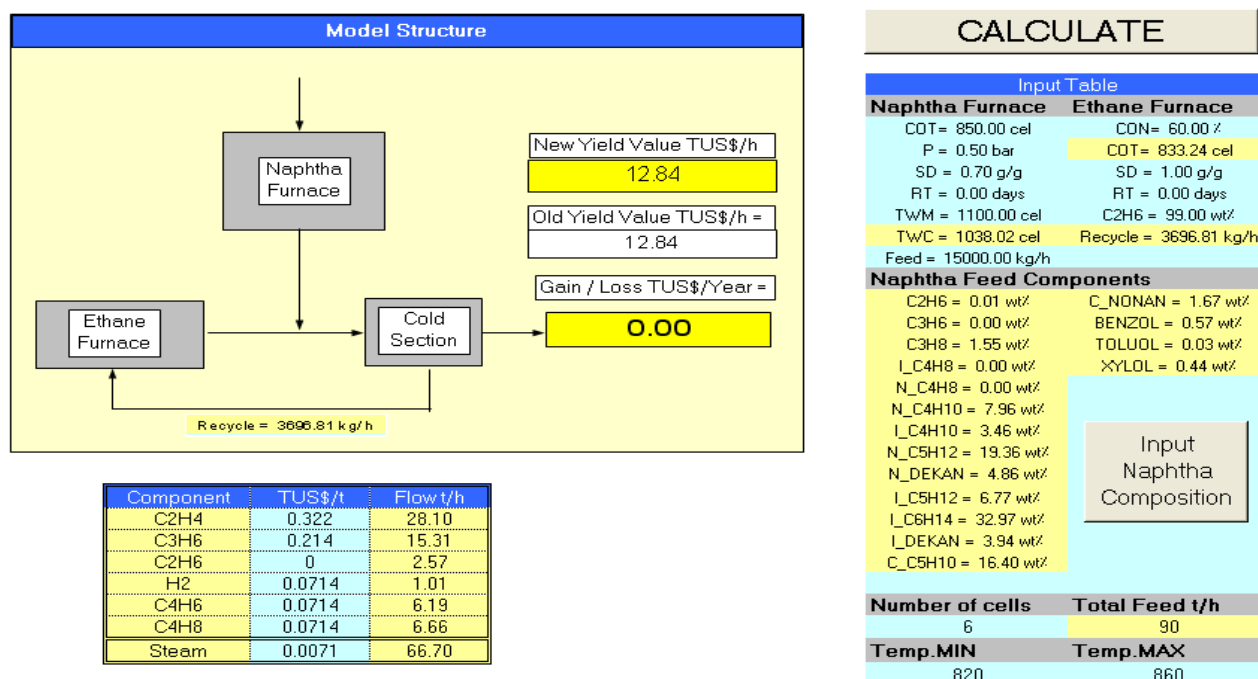 Model Structure
Naphtha
Furnace
New Yield Value TUS$/h
12.84
Old Yield Value TUS$/h =
12.84
Gain / Loss TUS$/Year =
0.00
Ethane
Furnace
Cold
Section
Recycle = 3696.81 kg/h
Component TUS$/t Flow t/h
C2H4 0.322 28.10
C3H6 0.214 15.31
C2H6 0 2.57
H2 0.0714 1.01
C4H6 0.0714 6.19
C4H8 0.0714 6.66
Steam 0.0071 66.70
CALCULATE
Input Table
Naphtha Furnace Ethane Furnace
COT= 850.00 cel CON= 60.00 %
P = 0.50 bar COT= 833.24 cel
SD = 0.70 g/g SD = 1.00 g/g
RT = 0.00 days RT = 0.00 days
TWM = 1100.00 cel C2H6 = 99.00 wt%
TWC = 1038.02 cel Recycle = 3696.81 kg/h
Feed = 15000.00 kg/h
Naphtha Feed Components
C2H6 = 0.01 wt% C_NONAN = 1.67 wt%
C3H6 = 0.00 wt% BENZOL = 0.57 wt%
C3H8 = 1.55 wt% TOLUOL = 0.03 wt%
I_C4H8 = 0.00 wt% XYLOL = 0.44 wt%
N_C4H8 = 0.00 wt%
N_C4H10 = 7.96 wt%
I_C4H10 = 3.46 wt%
N_C5H12 = 19.36 wt%
N_DEKAN = 4.86 wt%
I_C5H12 = 6.77 wt%
I_C6H14 = 32.97 wt%
I_DEKAN = 3.94 wt%
C_C5H10 = 16.40 wt%
Input
Naphtha
Composition
Number of cells Total Feed t/h
6 90
Temp.MIN Temp.MAX
820 860